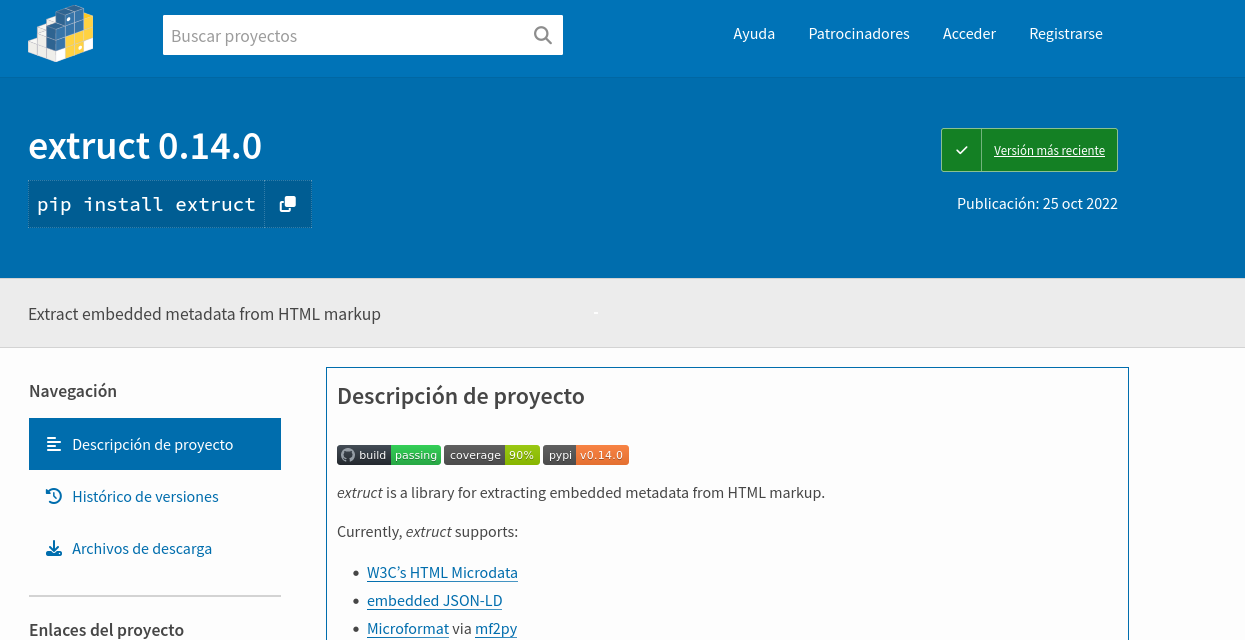 Buscar proyectos
Ayuda Patrocinadores Acceder Registrarse
extruct 0.14.0
Versión más reciente
pip install extruct
Publicación: 25 oct 2022
Extract embedded metadata from HTML markup
Navegación
Descripción de proyecto
Histórico de versiones
Archivos de descarga
Enlaces del proyecto
Descripción de proyecto
build passing coverage 90% pypi v0.14.0
extruct is a library for extracting embedded metadata from HTML markup.
Currently, extruct supports:
• W3C’s HTML Microdata
• embedded JSON-LD
• Microformat via mf2py